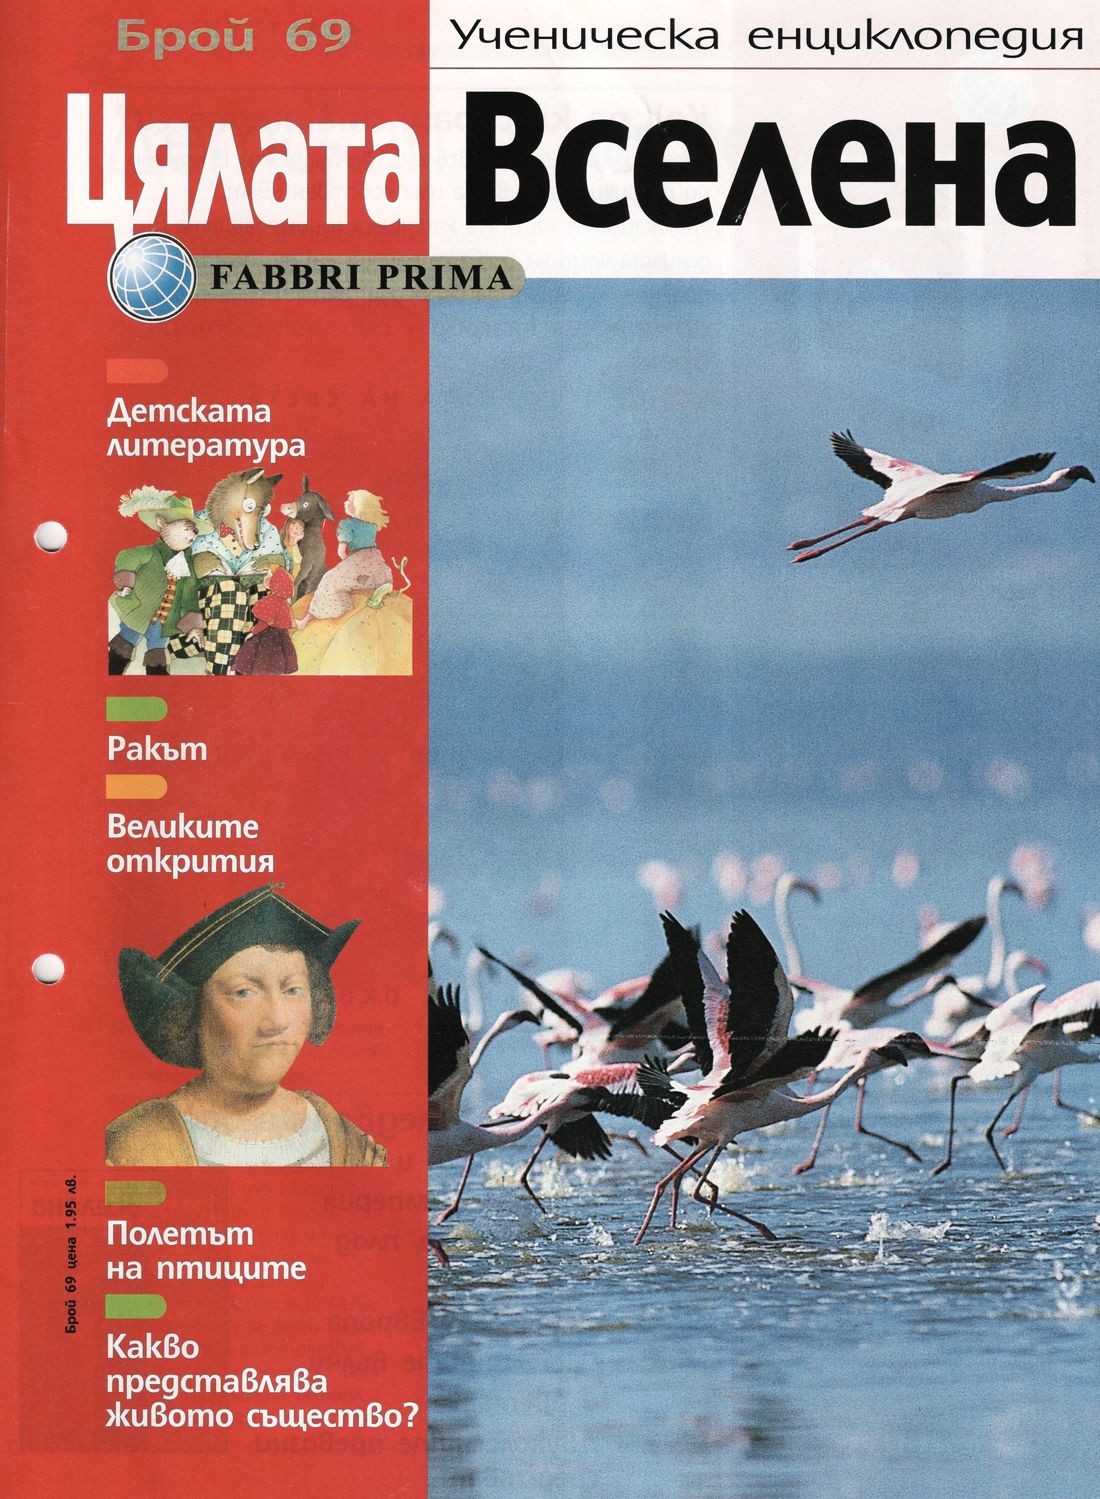 Брой 69
Ученическа енциклопедия
Цялата Вселена
FABBRI PRIMA
Детската
литература
Ракът
Великите
открития
Полетът
на птиците
Какво
представлява
живото същество?
Брой 69 цена 1.95 лв.